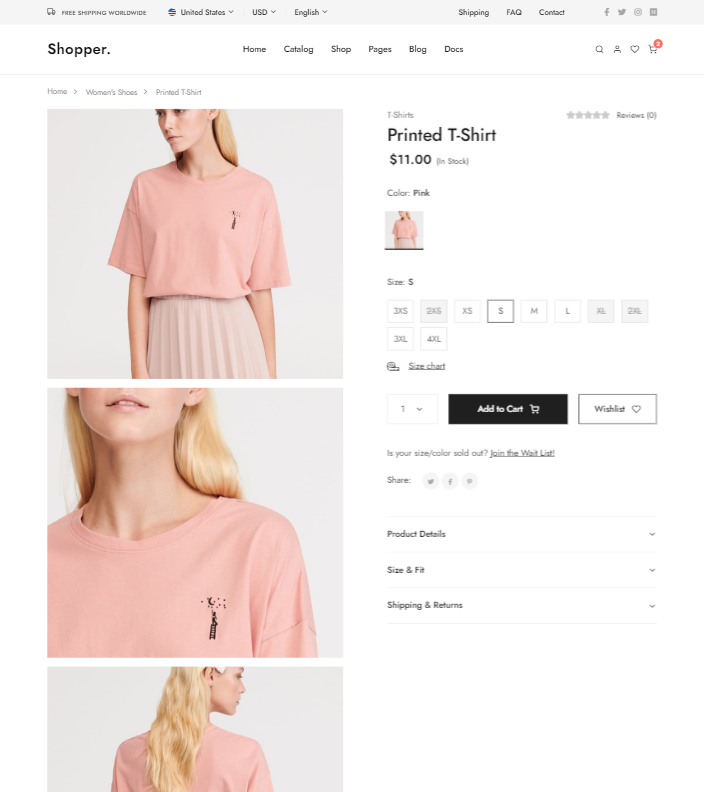 FREE SHIPPING WORLDWIDE United States USD English Shipping FAQ Contact
Shopper. Home Catalog Shop Pages Blog Docs 2
Home > Women's Shoes > Printed T-Shirt
T-Shirts Reviews (0)
Printed T-Shirt
$11.00 (In Stock)
Color: Pink
Size: S
3XS 2XS XS S M L XL 2XL
3XL 4XL
Size chart
1 Add to Cart Wishlist
Is your size/color sold out? Join the Wait List!
Share:
Product Details
Size & Fit
Shipping & Returns